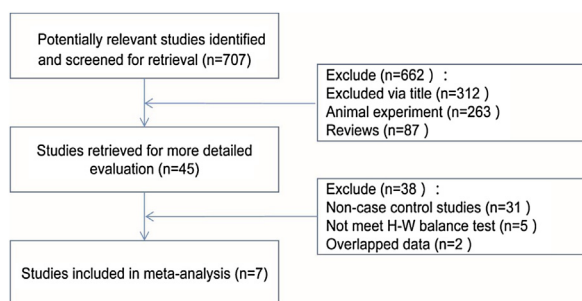 Potentially relevant studies identified
and screened for retrieval (n=707)
Exclude (n=662 ) :
Excluded via title (n=312 )
Animal experiment (n=263)
Reviews (n=87 )
Studies retrieved for more detailed
evaluation (n=45)
Exclude (n=38 ) :
Non-case control studies (n=31 )
Not meet H-W balance test (n=5 )
Overlapped data (n=2 )
Studies included in meta-analysis (n=7 )